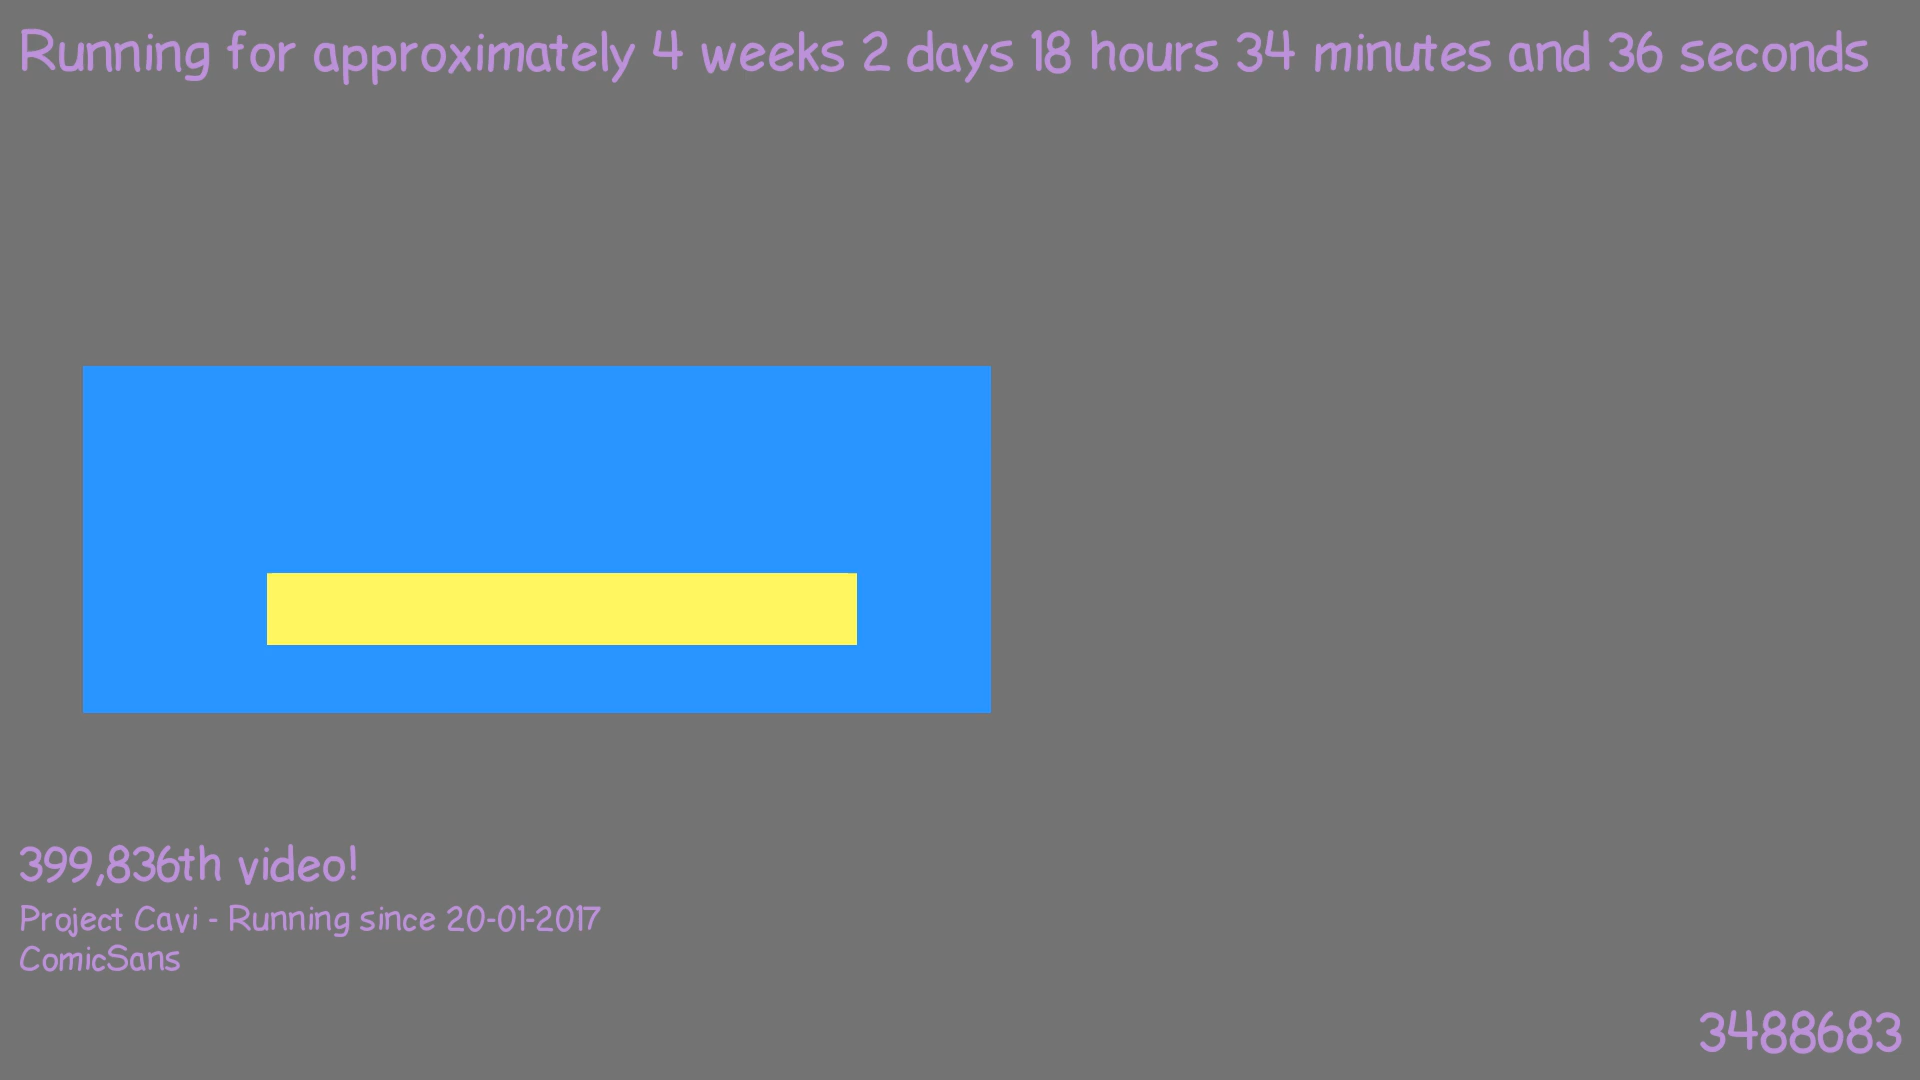 Running for approximately 4 weeks 2 days 18 hours 34 minutes and 36 seconds
399,836th video!
Project Cavi - Running since 20-01-2017
ComicSans
3488683